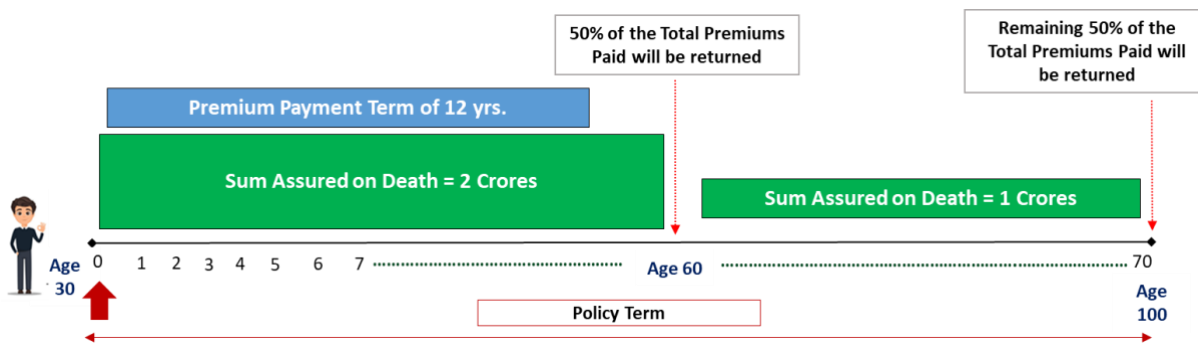 50% of the Total Premiums
Paid will be returned
Remaining 50% of the
Total Premiums Paid will
be returned
Premium Payment Term of 12 yrs.
Sum Assured on Death = 2 Crores
Sum Assured on Death = 1 Crores
Age
30
0 1 2 3 4 5 6 7
Age 60
70
Age
100
Policy Term